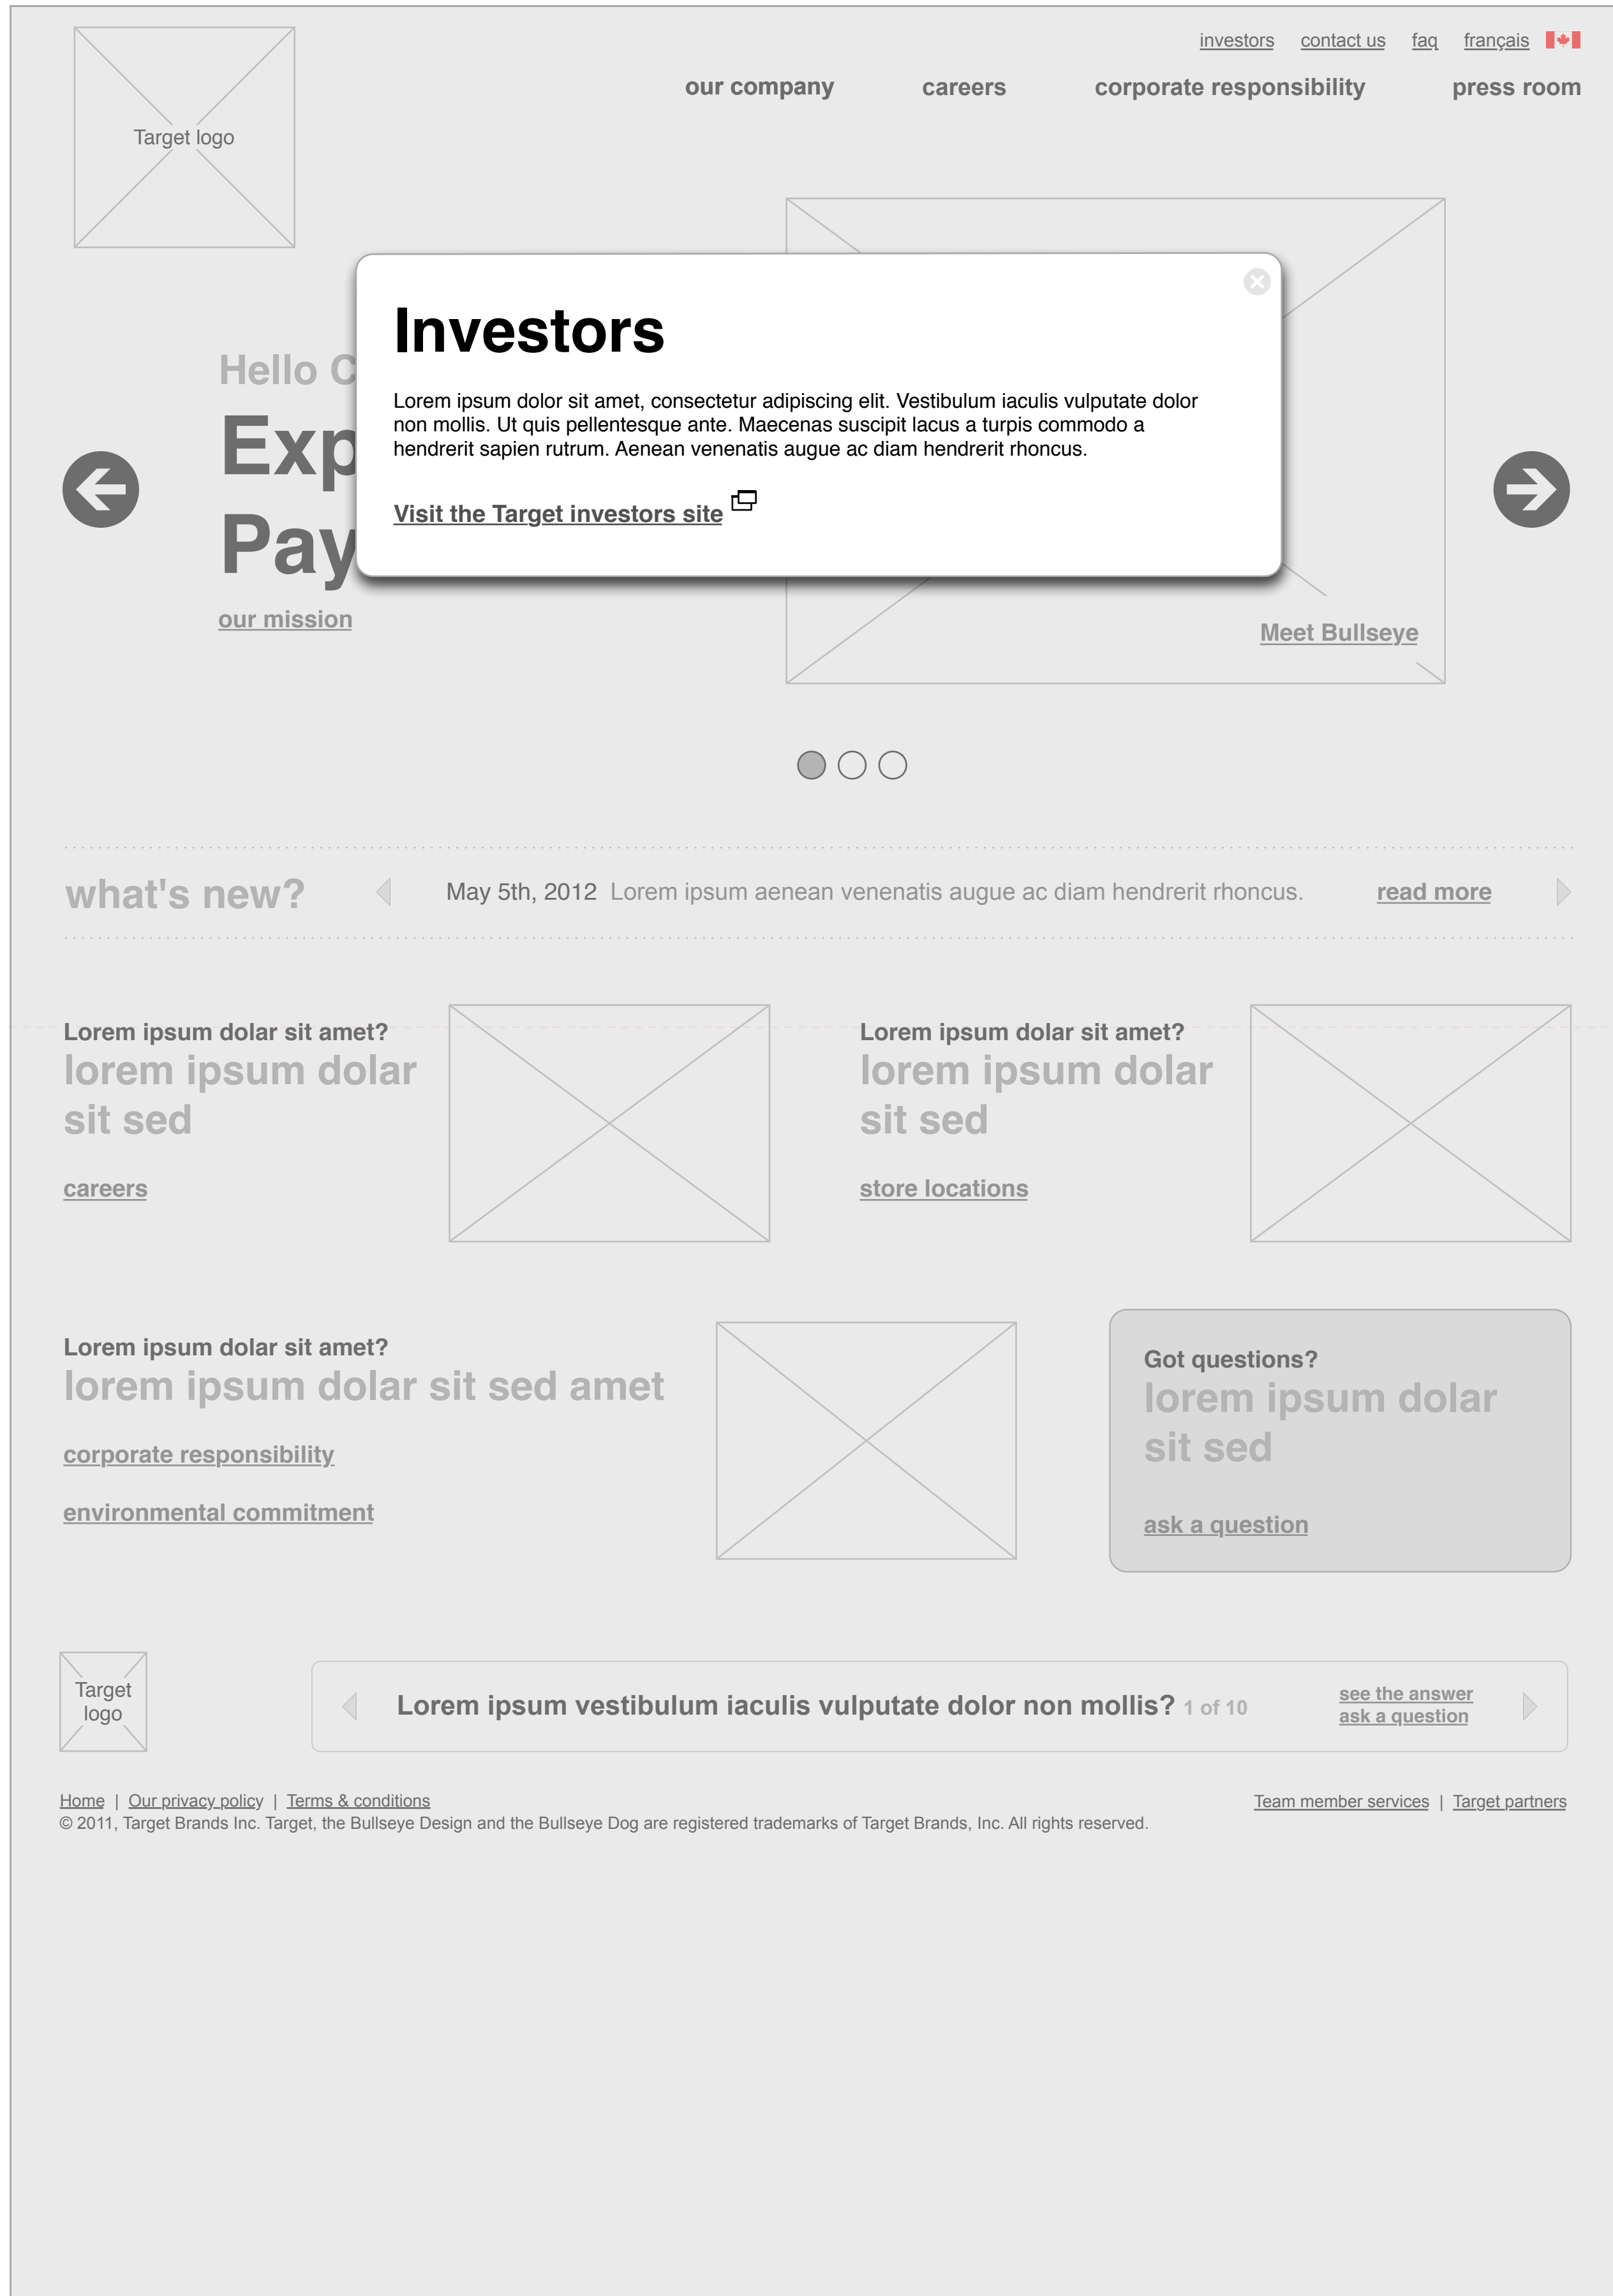 investors contact us faq français
our company careers corporate responsibility press room
Target logo
Investors
Lorem ipsum dolor sit amet, consectetur adipiscing elit. Vestibulum iaculis vulputate dolor
non mollis. Ut quis pellentesque ante. Maecenas suscipit lacus a turpis commodo a
hendrerit sapien rutrum. Aenean venenatis augue ac diam hendrerit rhoncus.
Visit the Target investors site
Hello
our mission
Meet Bullseye
what's new? May 5th, 2012 Lorem ipsum aenean venenatis augue ac diam hendrerit rhoncus. read more
Lorem ipsum dolar sit amet?
lorem ipsum dolar
sit sed
careers
Lorem ipsum dolar sit amet?
lorem ipsum dolar
sit sed
store locations
Lorem ipsum dolar sit amet?
lorem ipsum dolar sit sed amet
corporate responsibility
environmental commitment
Got questions?
lorem ipsum dolar
sit sed
ask a question
Target
logo
Lorem ipsum vestibulum iaculis vulputate dolor non mollis? 1 of 10
see the answer
ask a question
Home | Our privacy policy | Terms & conditions
© 2011, Target Brands Inc. Target, the Bullseye Design and the Bullseye Dog are registered trademarks of Target Brands, Inc. All rights reserved.
Team member services | Target partners